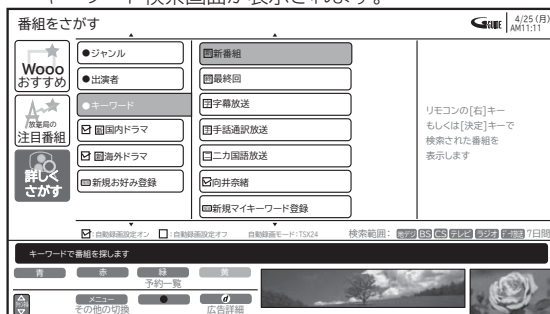 キーワード検索画面が表示されます。
番組をさがす
GGUIDE
4/25(月)
AM11:11
Wooo
おすすめ
放送局の
注目番組
詳しく
さがす
●ジャンル
●出演者
●キーワード
国内ドラマ
海外ドラマ
新規お好み登録
新番組
最終回
字幕放送
手話通訳放送
二カ国語放送
向井奈緒
新規マイキーワード登録
リモコンの[右]キー
もしくは[決定]キーで
検索された番組を
表示します
:自動録画設定オン :自動録画設定オフ 自動録画モード:TSX24 検索範囲: 地デジ BS CS テレビ ラジオ データ放送 7日間
キーワードで番組を探します
青 赤 緑 黄
予約一覧
メニュー ● d
その他の切換 広告詳細